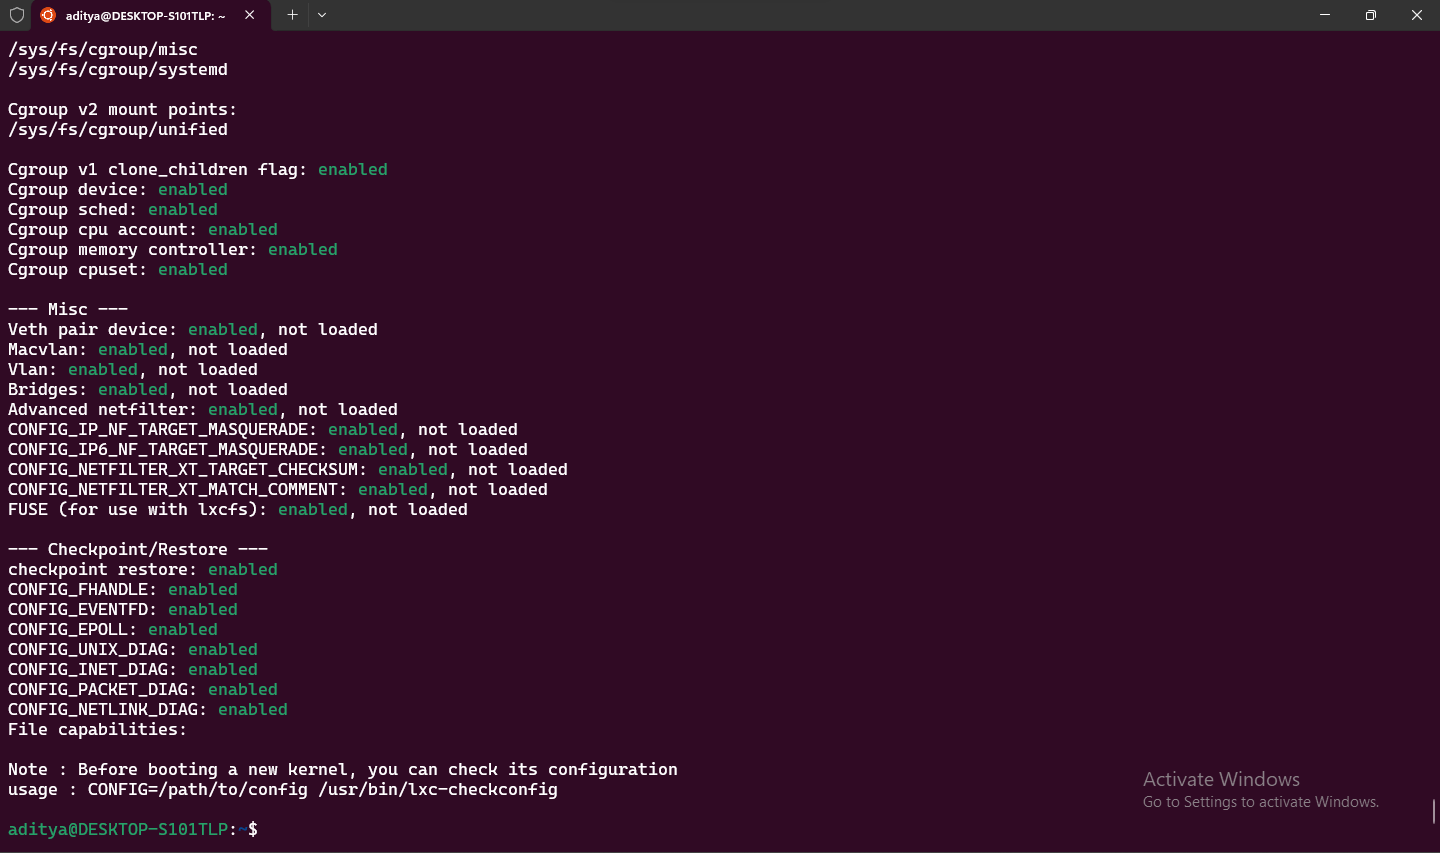 aditya@DESKTOP-S101TLP: ~
/sys/fs/cgroup/misc
/sys/fs/cgroup/systemd
Cgroup v2 mount points:
/sys/fs/cgroup/unified
Cgroup v1 clone_children flag: enabled
Cgroup device: enabled
Cgroup sched: enabled
Cgroup cpu account: enabled
Cgroup memory controller: enabled
Cgroup cpuset: enabled
--- Misc ---
Veth pair device: enabled, not loaded
Macvlan: enabled, not loaded
Vlan: enabled, not loaded
Bridges: enabled, not loaded
Advanced netfilter: enabled, not loaded
CONFIG_IP_NF_TARGET_MASQUERADE: enabled, not loaded
CONFIG_IP6_NF_TARGET_MASQUERADE: enabled, not loaded
CONFIG_NETFILTER_XT_TARGET_CHECKSUM: enabled, not loaded
CONFIG_NETFILTER_XT_MATCH_COMMENT: enabled, not loaded
FUSE (for use with lxcfs): enabled, not loaded
--- Checkpoint/Restore ---
checkpoint restore: enabled
CONFIG_FHANDLE: enabled
CONFIG_EVENTFD: enabled
CONFIG_EPOLL: enabled
CONFIG_UNIX_DIAG: enabled
CONFIG_INET_DIAG: enabled
CONFIG_PACKET_DIAG: enabled
CONFIG_NETLINK_DIAG: enabled
File capabilities:
Note : Before booting a new kernel, you can check its configuration
usage : CONFIG=/path/to/config /usr/bin/lxc-checkconfig
aditya@DESKTOP-S101TLP:~$
Activate Windows
Go to Settings to activate Windows.